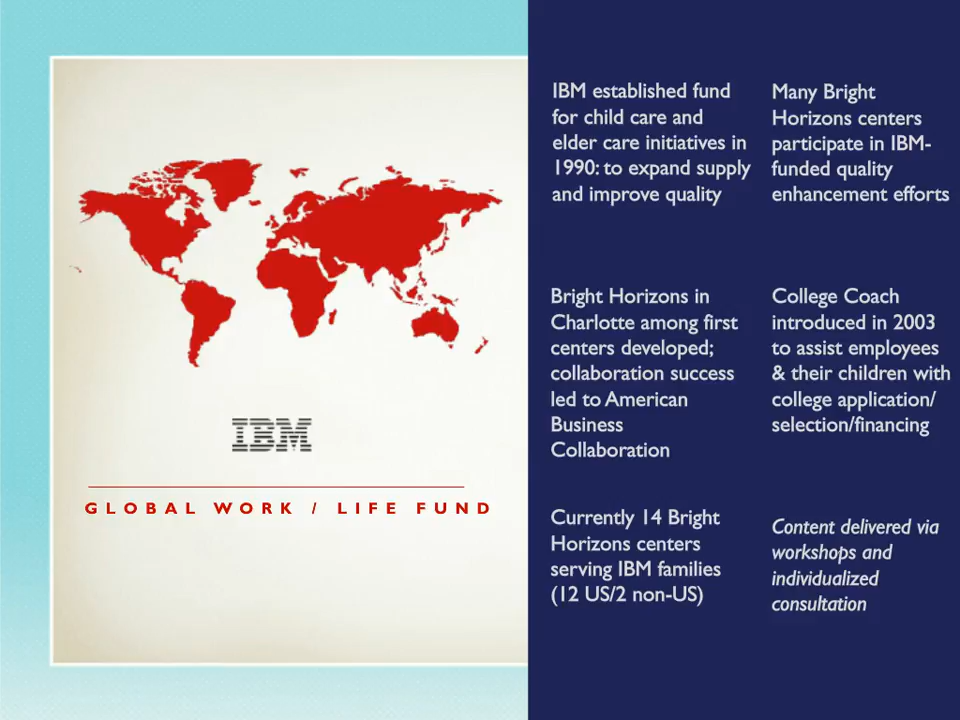 IBM
GLOBAL WORK / LIFE FUND
IBM established fund
for child care and
elder care initiatives in
1990: to expand supply
and improve quality
Bright Horizons in
Charlotte among first
centers developed;
collaboration success
led to American
Business
Collaboration
Currently 14 Bright
Horizons centers
serving IBM families
(12 US/2 non-US)
Many Bright
Horizons centers
participate in IBM-
funded quality
enhancement efforts
College Coach
introduced in 2003
to assist employees
& their children with
college application/
selection/financing
Content delivered via
workshops and
individualized
consultation